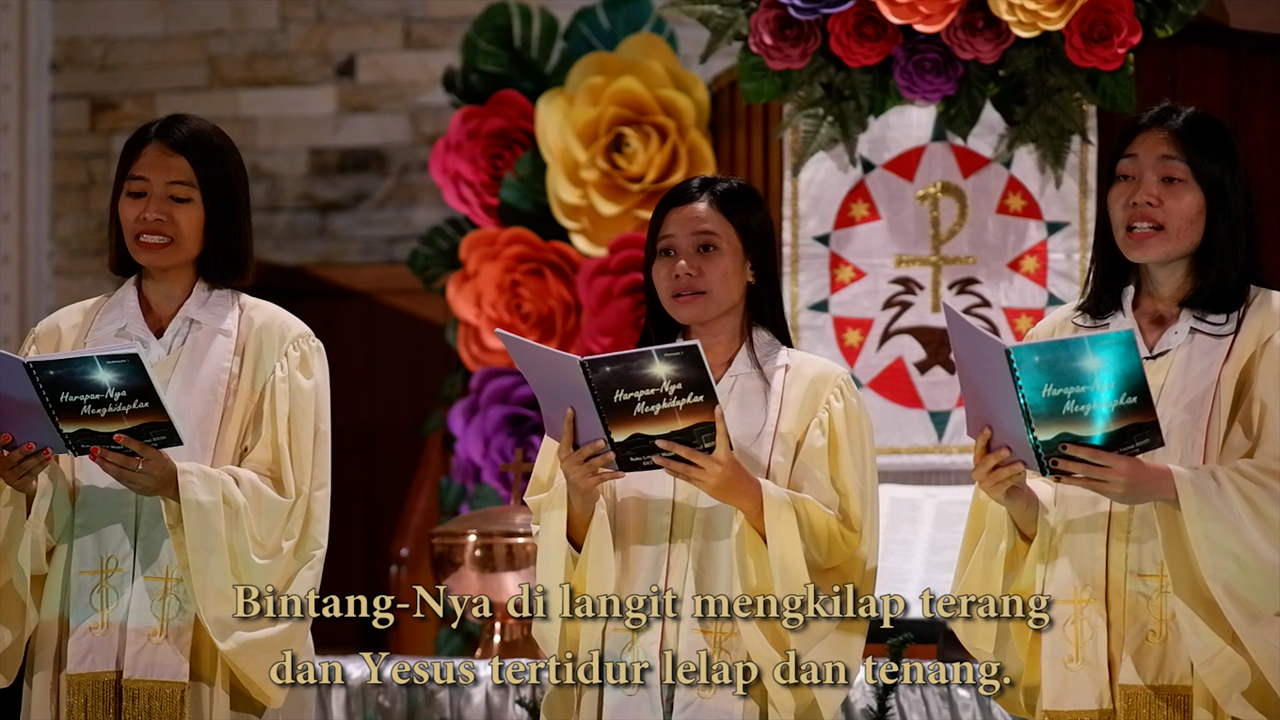 Harapan-Nya
Menghidupkan
Harapan-Nya
Menghidupkan
Harapan-Nya
Menghidupkan
Bintang-Nya di langit mengkilap terang
dan Yesus tertidur lelap dan tenang.